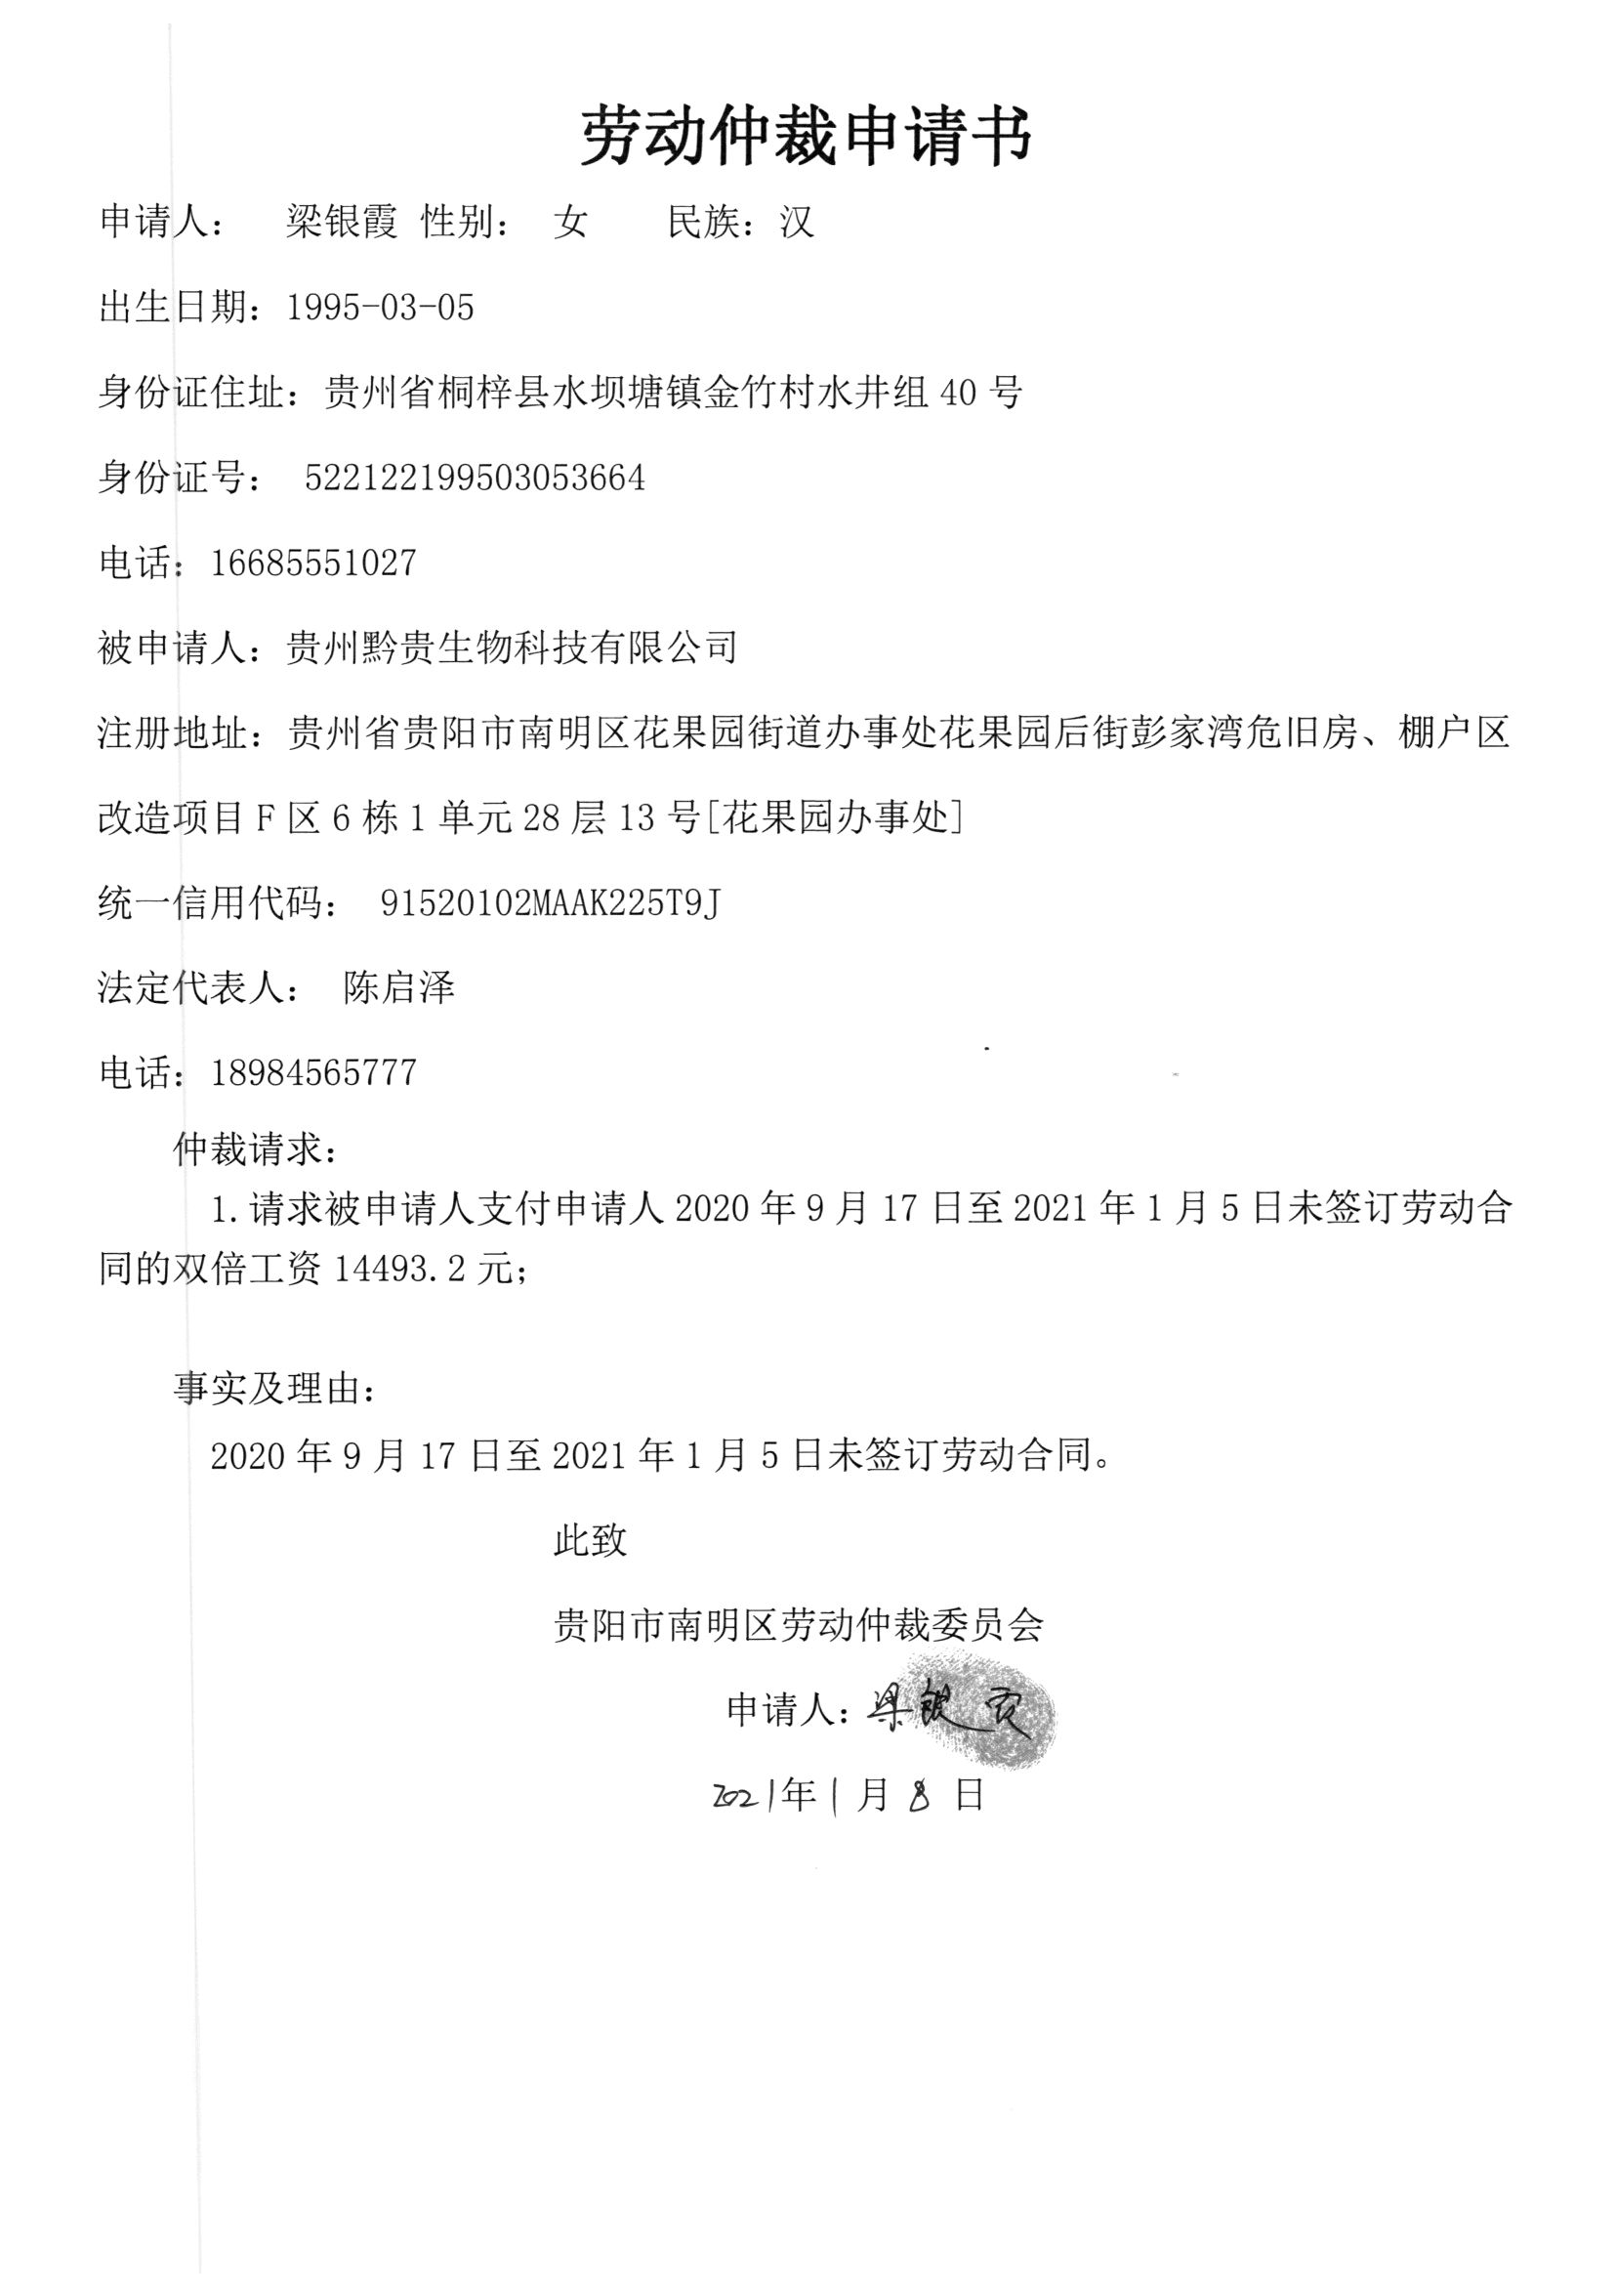 劳动仲裁申请书
申请人： 梁银霞 性别： 女 民族：汉
出生日期：1995-03-05
身份证住址：贵州省桐梓县水坝塘镇金竹村水井组 40 号
身份证号： 522122199503053664
电话：16685551027
被申请人：贵州黔贵生物科技有限公司
注册地址：贵州省贵阳市南明区花果园街道办事处花果园后街彭家湾危旧房、棚户区
改造项目 F 区 6 栋 1 单元 28 层 13 号[花果园办事处]
统一信用代码： 91520102MAAK225T9J
法定代表人： 陈启泽
电话：18984565777
仲裁请求：
1.请求被申请人支付申请人 2020 年 9 月 17 日至 2021 年 1 月 5 日未签订劳动合
同的双倍工资 14493.2 元；
事实及理由：
2020 年 9 月 17 日至 2021 年 1 月 5 日未签订劳动合同。
此致
贵阳市南明区劳动仲裁委员会
申请人：梁银霞
2021年1月8日